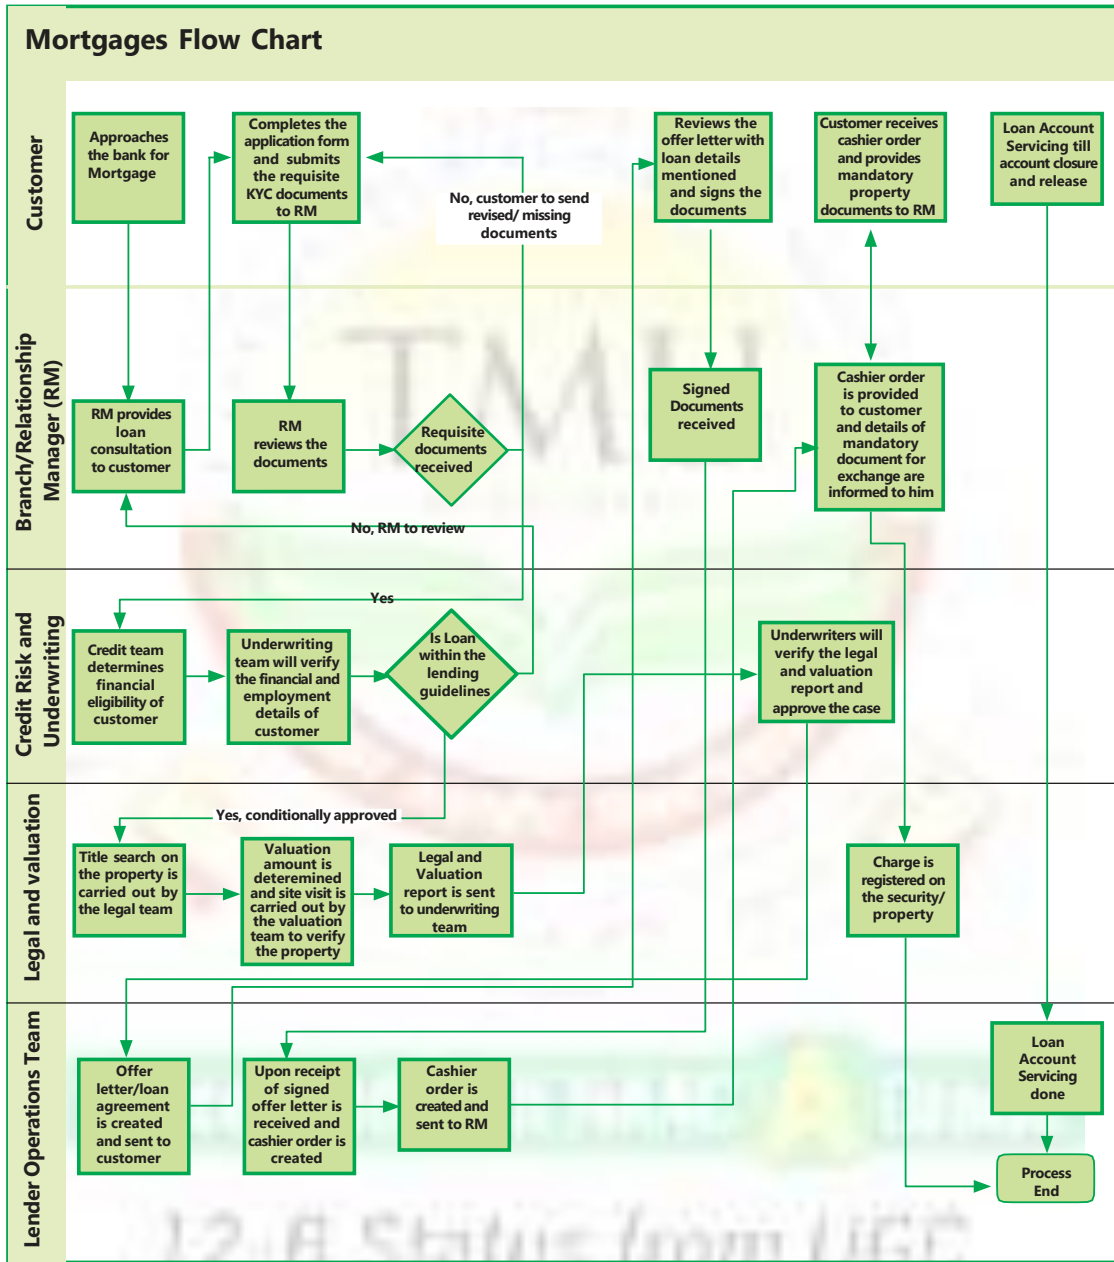 Mortgages Flow Chart
Customer
Approaches
the bank for
Mortgage
Completes the
application form
and submits
the requisite
KYC documents
to RM
No, customer to send
revised/ missing
documents
Reviews the
offer letter with
loan details
mentioned
and signs the
documents
Customer receives
cashier order
and provides
mandatory
property
documents to RM
Loan Account
Servicing till
account closure
and release
Branch/Relationship
Manager (RM)
RM provides
loan
consultation
to customer
RM
reviews the
documents
Requisite
documents
received
Signed
Documents
received
Cashier order
is provided
to customer
and details of
mandatory
document for
exchange are
informed to him
No, RM to review
Credit Risk and
Underwriting
Yes
Credit team
determines
financial
eligibility of
customer
Underwriting
team will verify
the financial and
employment
details of
customer
Is Loan
within the
lending
guidelines
Underwriters will
verify the legal
and valuation
report and
approve the case
Legal and valuation
Yes, conditionally approved
Title search on
the property is
carried out by
the legal team
Valuation
amount is
determined
and site visit is
carried out by
the valuation
team to verify
the property
Legal and
Valuation
report is sent
to underwriting
team
Charge is
registered on
the security/
property
Lender Operations Team
Offer
letter/loan
agreement
is created
and sent to
customer
Upon receipt
of signed
offer letter is
received and
cashier order is
created
Cashier
order is
created and
sent to RM
Loan
Account
Servicing
done
Process
End
TMU
12-B Status from UGC